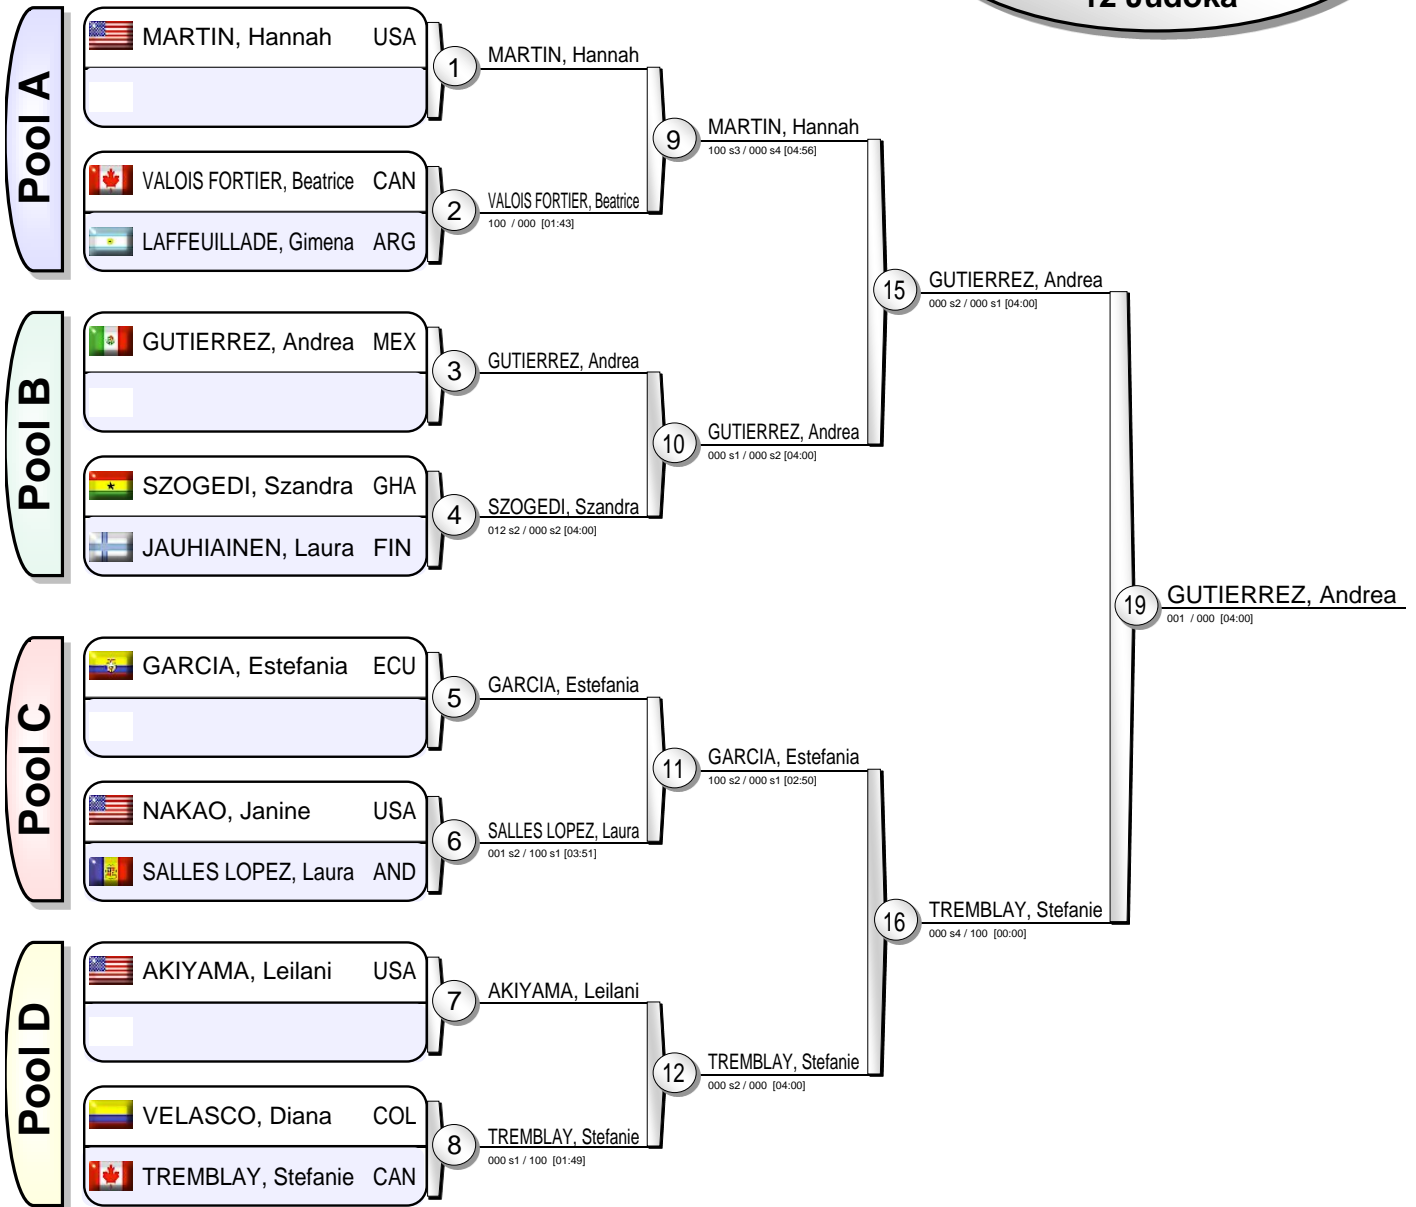 12 Judoka
Pool A
MARTIN, Hannah USA
1
MARTIN, Hannah
VALOIS FORTIER, Beatrice CAN
LAFFEUILLADE, Gimena ARG
2
VALOIS FORTIER, Beatrice
100 / 000 [01:43]
9
MARTIN, Hannah
100 s3 / 000 s4 [04:56]
Pool B
GUTIERREZ, Andrea MEX
3
GUTIERREZ, Andrea
SZOGEDI, Szandra GHA
JAUHIAINEN, Laura FIN
4
SZOGEDI, Szandra
012 s2 / 000 s2 [04:00]
10
GUTIERREZ, Andrea
000 s1 / 000 s2 [04:00]
15
GUTIERREZ, Andrea
000 s2 / 000 s1 [04:00]
Pool C
GARCIA, Estefania ECU
5
GARCIA, Estefania
NAKAO, Janine USA
SALLES LOPEZ, Laura AND
6
SALLES LOPEZ, Laura
001 s2 / 100 s1 [03:51]
11
GARCIA, Estefania
100 s2 / 000 s1 [02:50]
Pool D
AKIYAMA, Leilani USA
7
AKIYAMA, Leilani
VELASCO, Diana COL
TREMBLAY, Stefanie CAN
8
TREMBLAY, Stefanie
000 s1 / 100 [01:49]
12
TREMBLAY, Stefanie
000 s2 / 000 [04:00]
16
TREMBLAY, Stefanie
000 s4 / 100 [00:00]
19
GUTIERREZ, Andrea
001 / 000 [04:00]